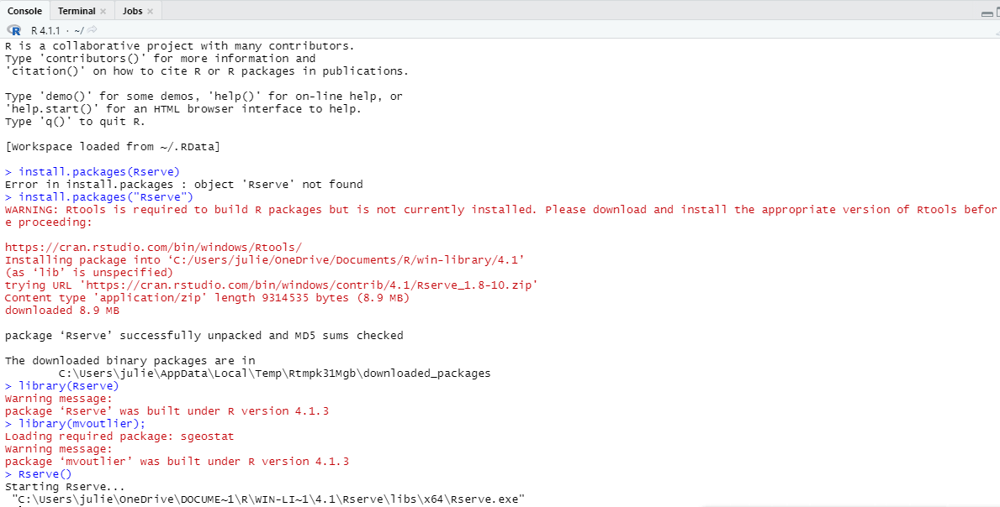 Console Terminal × Jobs ×
R R 4.1.1 · ~/
R is a collaborative project with many contributors.
Type 'contributors()' for more information and
'citation()' on how to cite R or R packages in publications.
Type 'demo()' for some demos, 'help()' for on-line help, or
'help.start()' for an HTML browser interface to help.
Type 'q()' to quit R.
[Workspace loaded from ~/.RData]
> install.packages(Rserve)
Error in install.packages : object 'Rserve' not found
> install.packages("Rserve")
WARNING: Rtools is required to build R packages but is not currently installed. Please download and install the appropriate version of Rtools befor
e proceeding:
https://cran.rstudio.com/bin/windows/Rtools/
Installing package into ‘C:/Users/julie/OneDrive/Documents/R/win-library/4.1’
(as ‘lib’ is unspecified)
trying URL 'https://cran.rstudio.com/bin/windows/contrib/4.1/Rserve_1.8-10.zip'
Content type 'application/zip' length 9314535 bytes (8.9 MB)
downloaded 8.9 MB
package ‘Rserve’ successfully unpacked and MD5 sums checked
The downloaded binary packages are in
C:\Users\julie\AppData\Local\Temp\Rtmpk31Mgb\downloaded_packages
> library(Rserve)
Warning message:
package ‘Rserve’ was built under R version 4.1.3
> library(mvoutlier);
Loading required package: sgeostat
Warning message:
package ‘mvoutlier’ was built under R version 4.1.3
> Rserve()
Starting Rserve...
"C:\Users\julie\OneDrive\DOCUME~1\R\WIN-LI~1\4.1\Rserve\libs\x64\Rserve.exe"